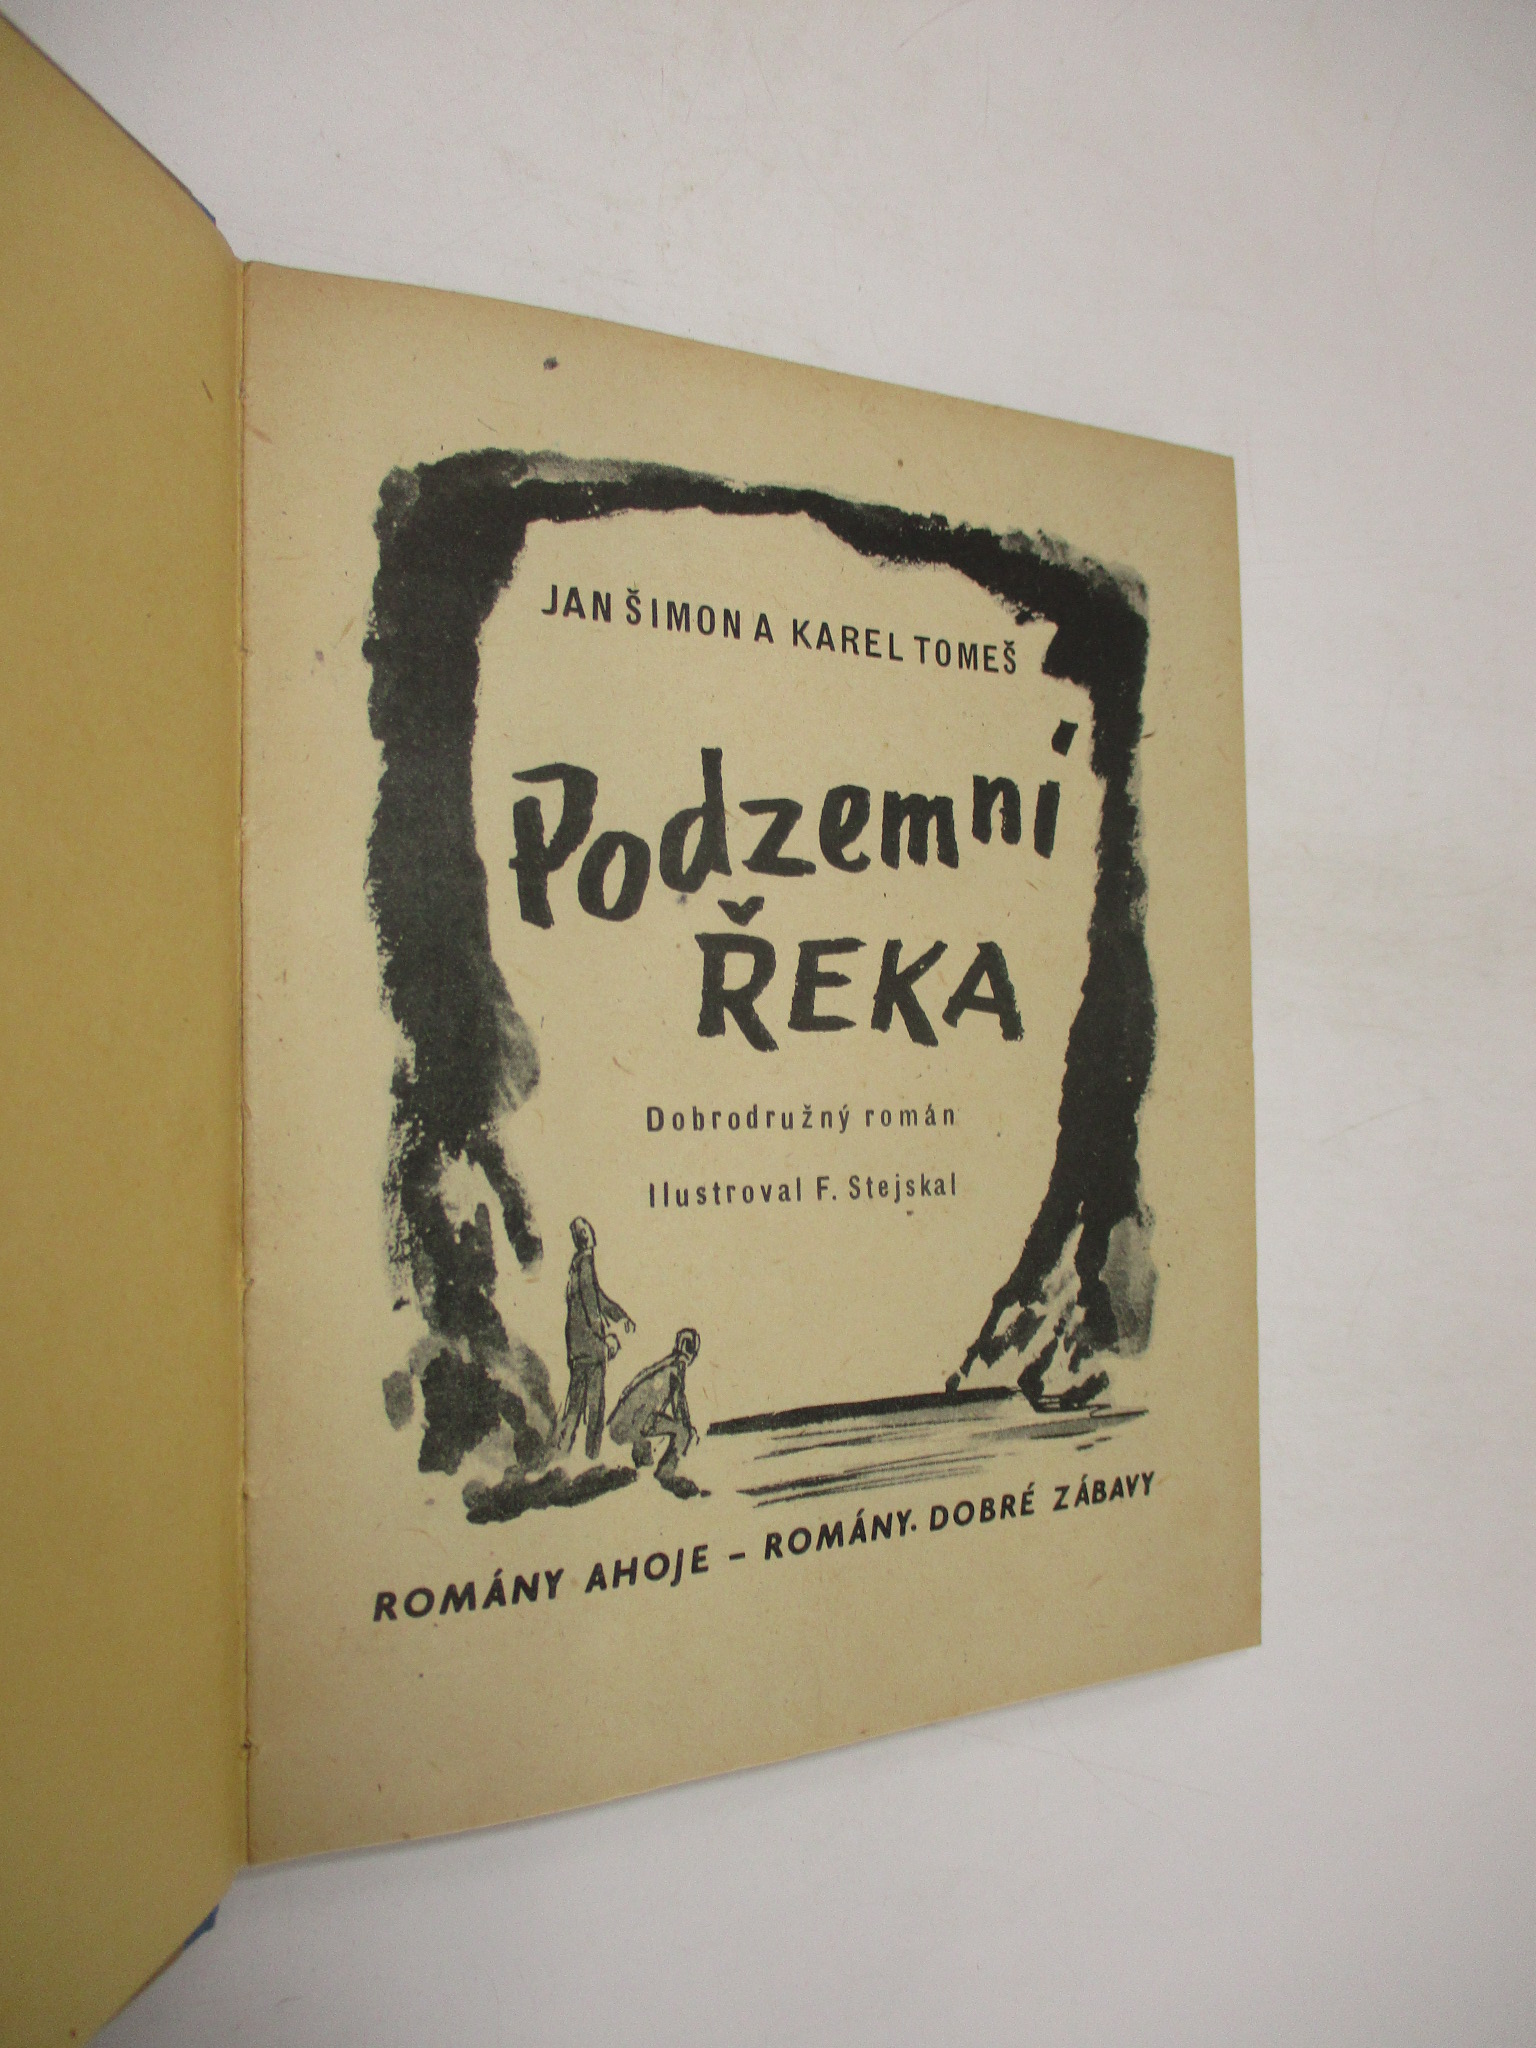 JAN ŠIMON A KAREL TOMEŠ
Podzemní
ŘEKA
Dobrodružný román
Ilustroval F. Stejskal
ROMÁNY AHOJE – ROMÁNY. DOBRÉ ZÁBAVY